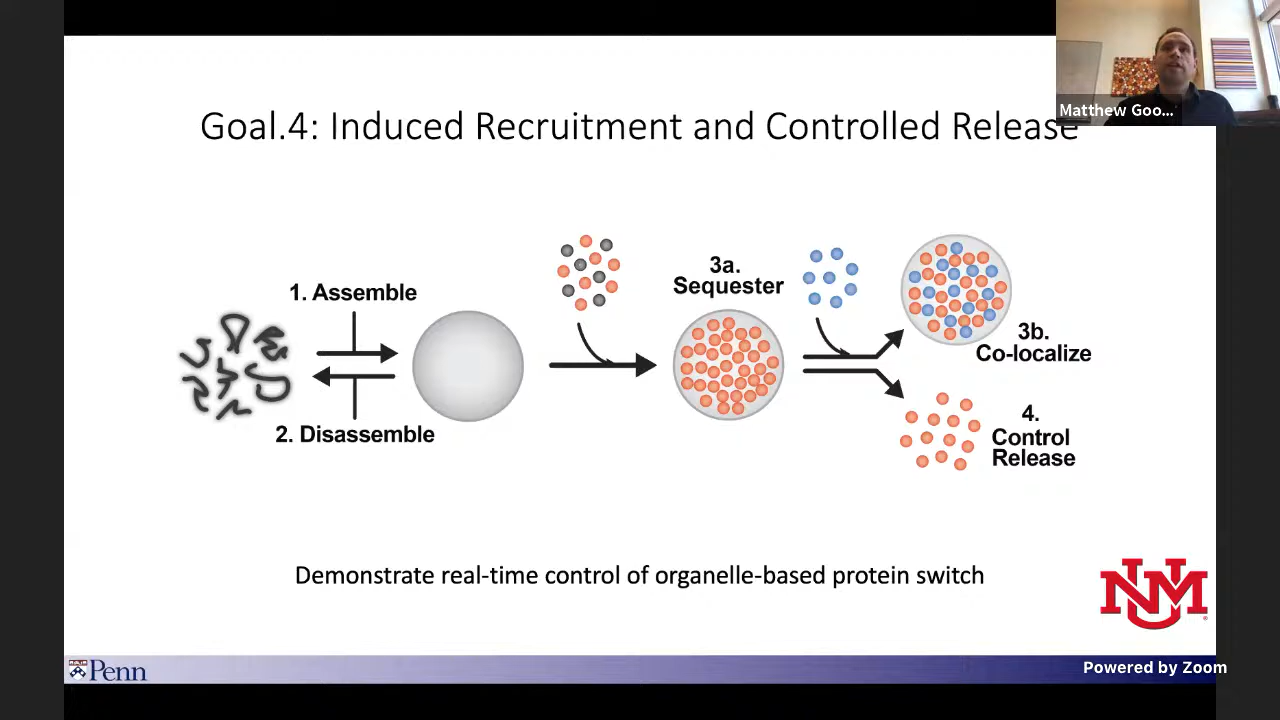 Matthew Goo...
Goal.4: Induced Recruitment and Controlled Release
1. Assemble
2. Disassemble
3a.
Sequester
3b.
Co-localize
4.
Control
Release
Demonstrate real-time control of organelle-based protein switch
NM
Penn
Powered by Zoom